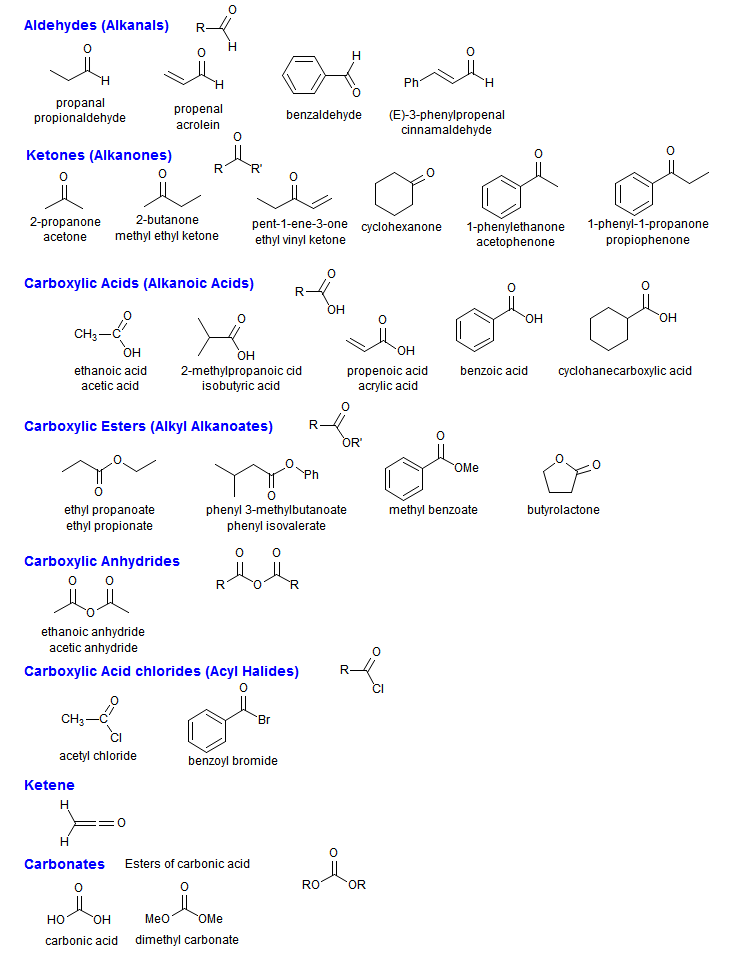 Aldehydes (Alkanals)
R O H
O H
propanal
propionaldehyde
O H
propenal
acrolein
H O
benzaldehyde
Ph O H
(E)-3-phenylpropenal
cinnamaldehyde
Ketones (Alkanones)
O R R'
O
2-propanone
acetone
O
2-butanone
methyl ethyl ketone
O
pent-1-ene-3-one
ethyl vinyl ketone
O
cyclohexanone
O
1-phenylethanone
acetophenone
O
1-phenyl-1-propanone
propiophenone
Carboxylic Acids (Alkanoic Acids)
R O OH
CH3 C O OH
ethanoic acid
acetic acid
O OH
2-methylpropanoic cid
isobutyric acid
O OH
propenoic acid
acrylic acid
O OH
benzoic acid
O OH
cyclohanecarboxylic acid
Carboxylic Esters (Alkyl Alkanoates)
R O OR'
O O
ethyl propanoate
ethyl propionate
O Ph O
phenyl 3-methylbutanoate
phenyl isovalerate
O OMe
methyl benzoate
O O
butyrolactone
Carboxylic Anhydrides
O O R O R
O O O
ethanoic anhydride
acetic anhydride
Carboxylic Acid chlorides (Acyl Halides)
R O Cl
CH3 C O Cl
acetyl chloride
O Br
benzoyl bromide
Ketene
H H O
Carbonates
Esters of carbonic acid
O RO OR
O HO OH
carbonic acid
O MeO OMe
dimethyl carbonate